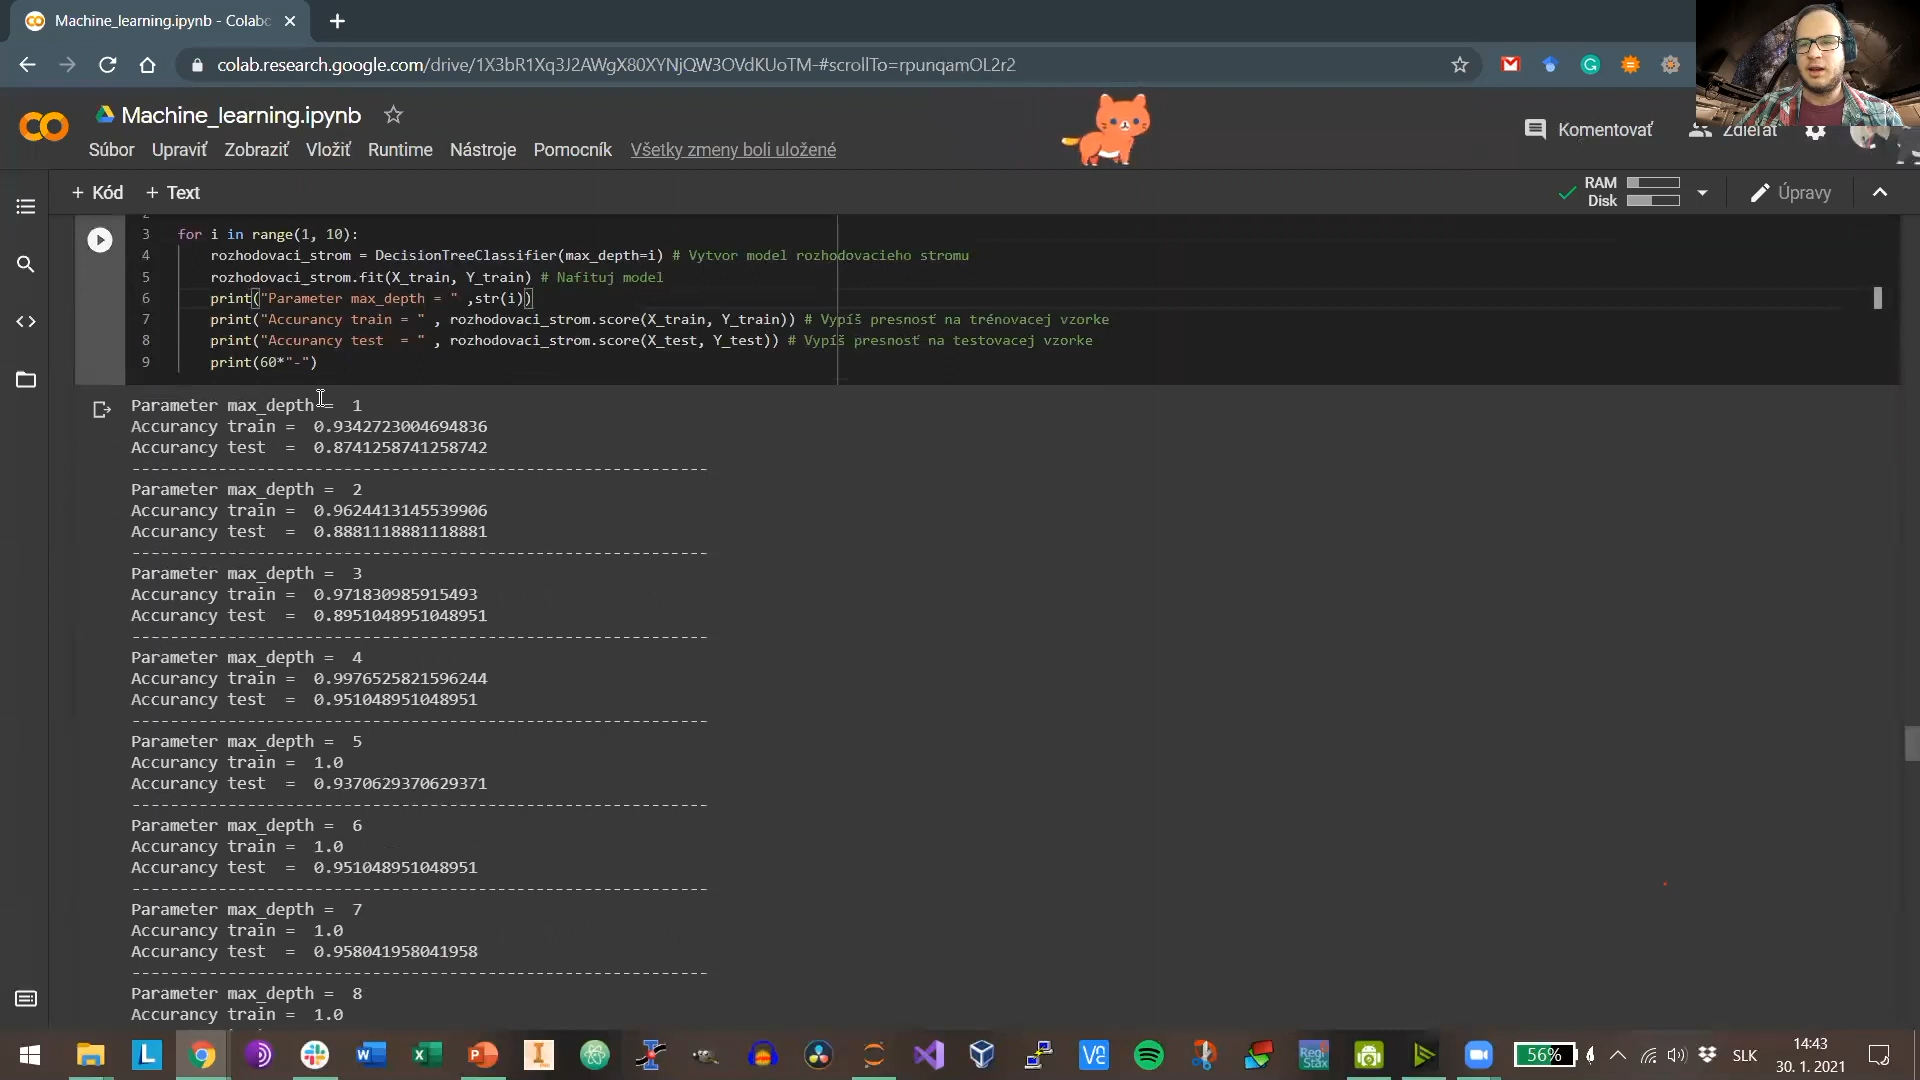 Machine_learning.ipynb - Colabc
colab.research.google.com/drive/1X3bR1Xq3J2AWgX80XYNjQW3OVdKUoTM-#scrollTo=rpunqamOL2r2
CO
Machine_learning.ipynb
Komentovať
Zdieľať
Súbor Upraviť Zobraziť Vložiť Runtime Nástroje Pomocník Všetky zmeny boli uložené
+ Kód + Text
RAM
Disk
Úpravy
2
3 for i in range(1, 10):
4 rozhodovaci_strom = DecisionTreeClassifier(max_depth=i) # Vytvor model rozhodovacieho stromu
5 rozhodovaci_strom.fit(X_train, Y_train) # Nafituj model
6 print("Parameter max_depth = " ,str(i))
7 print("Accurancy train = " , rozhodovaci_strom.score(X_train, Y_train)) # Vypíš presnosť na trénovacej vzorke
8 print("Accurancy test  = " , rozhodovaci_strom.score(X_test, Y_test)) # Vypíš presnosť na testovacej vzorke
9 print(60*"-")
Parameter max_depth =  1
Accurancy train =  0.9342723004694836
Accurancy test  =  0.8741258741258742
------------------------------------------------------------
Parameter max_depth =  2
Accurancy train =  0.9624413145539906
Accurancy test  =  0.8881118881118881
------------------------------------------------------------
Parameter max_depth =  3
Accurancy train =  0.971830985915493
Accurancy test  =  0.8951048951048951
------------------------------------------------------------
Parameter max_depth =  4
Accurancy train =  0.9976525821596244
Accurancy test  =  0.951048951048951
------------------------------------------------------------
Parameter max_depth =  5
Accurancy train =  1.0
Accurancy test  =  0.9370629370629371
------------------------------------------------------------
Parameter max_depth =  6
Accurancy train =  1.0
Accurancy test  =  0.951048951048951
------------------------------------------------------------
Parameter max_depth =  7
Accurancy train =  1.0
Accurancy test  =  0.958041958041958
------------------------------------------------------------
Parameter max_depth =  8
Accurancy train =  1.0
56%
SLK
14:43
30. 1. 2021